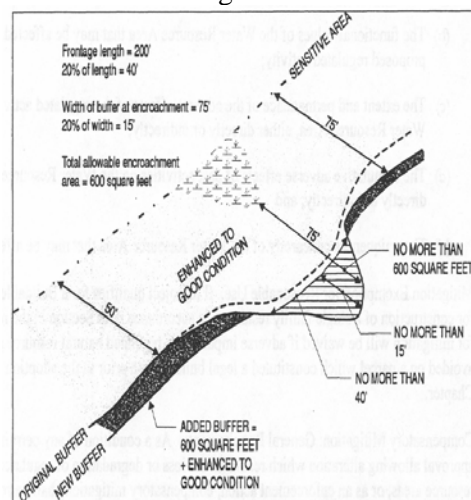 Frontage length = 200'
20% of length = 40'
Width of buffer at encroachment = 75'
20% of width = 15'
Total allowable encroachment
area = 600 square feet
SENSITIVE AREA
75
ENHANCED TO
GOOD CONDITION
75
50
NO MORE THAN
600 SQUARE FEET
NO MORE THAN
15'
NO MORE THAN
40'
ADDED BUFFER =
600 SQUARE FEET
+ ENHANCED TO
GOOD CONDITION
ORIGINAL BUFFER
NEW BUFFER